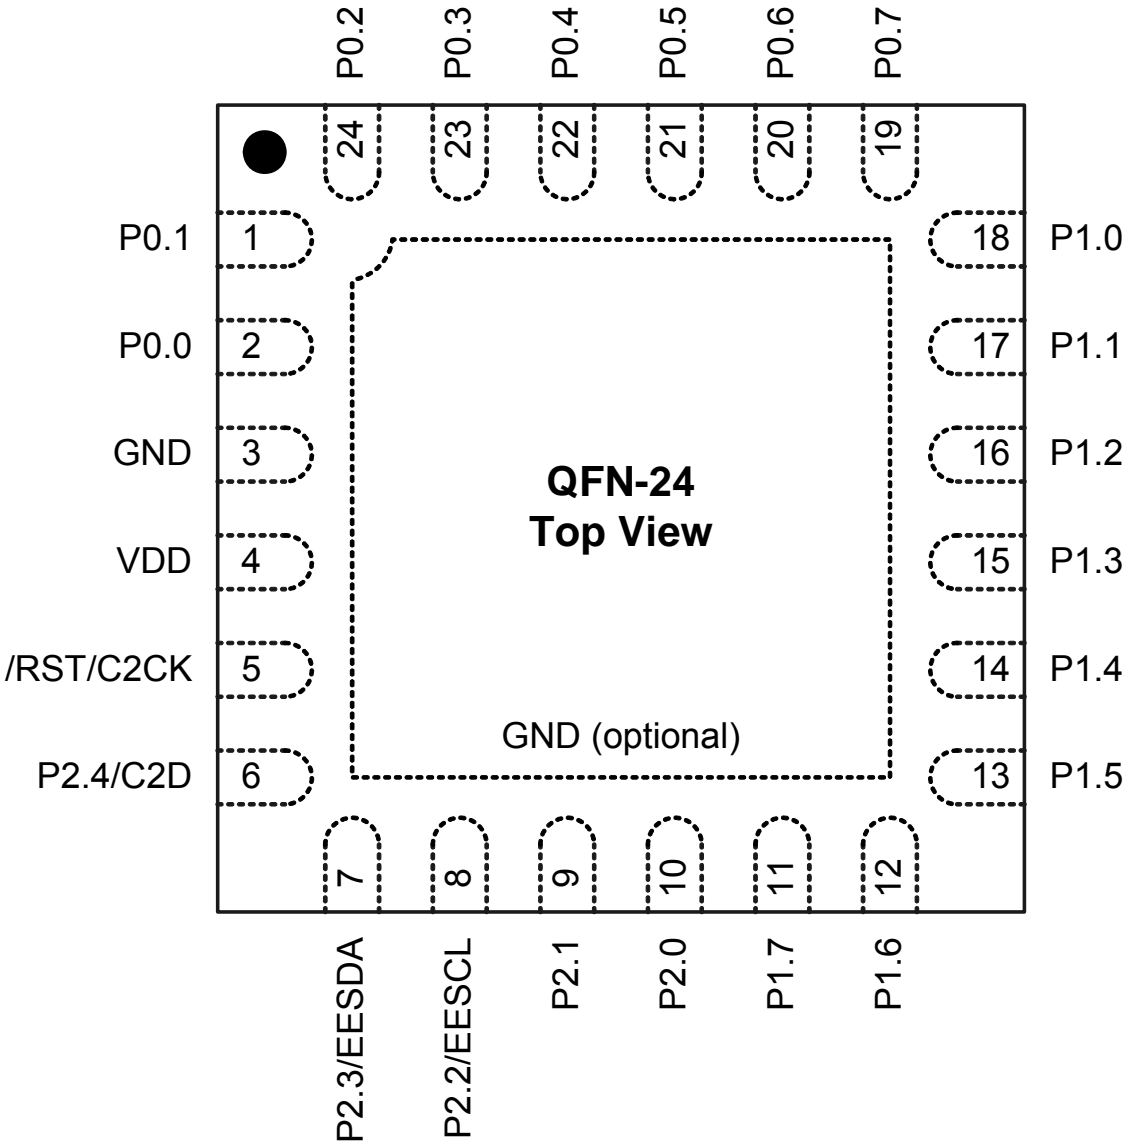 P0.2
P0.3
P0.4
P0.5
P0.6
P0.7
24
23
22
21
20
19
P0.1 1
18 P1.0
P0.0 2
17 P1.1
GND 3
16 P1.2
QFN-24
Top View
VDD 4
15 P1.3
/RST/C2CK 5
14 P1.4
GND (optional)
P2.4/C2D 6
13 P1.5
7
8
9
10
11
12
P2.3/EESDA
P2.2/EESCL
P2.1
P2.0
P1.7
P1.6